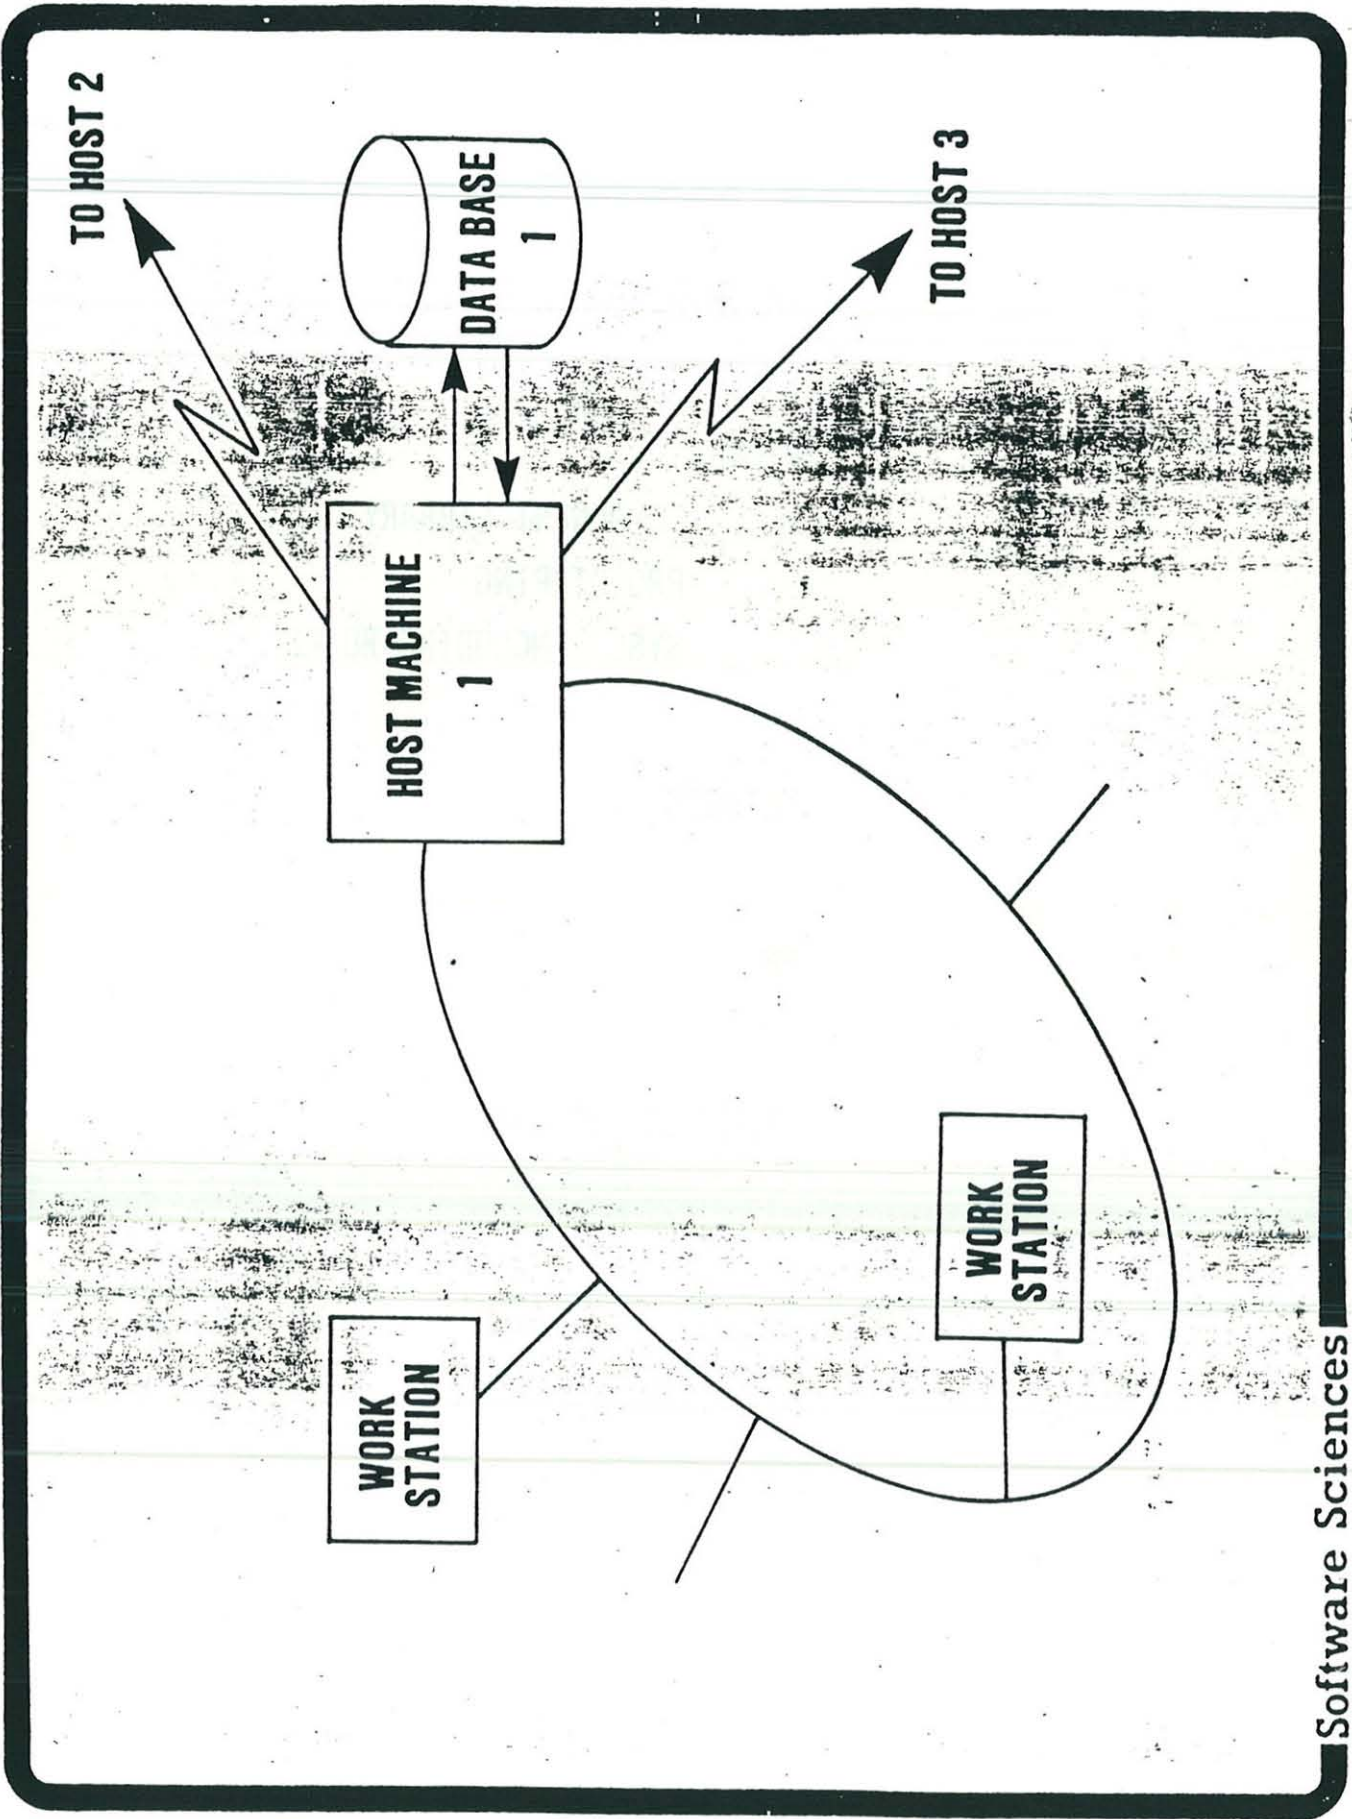 TO HOST 2
DATA BASE
1
TO HOST 3
HOST MACHINE
1
WORK
STATION
WORK
STATION
Software Sciences